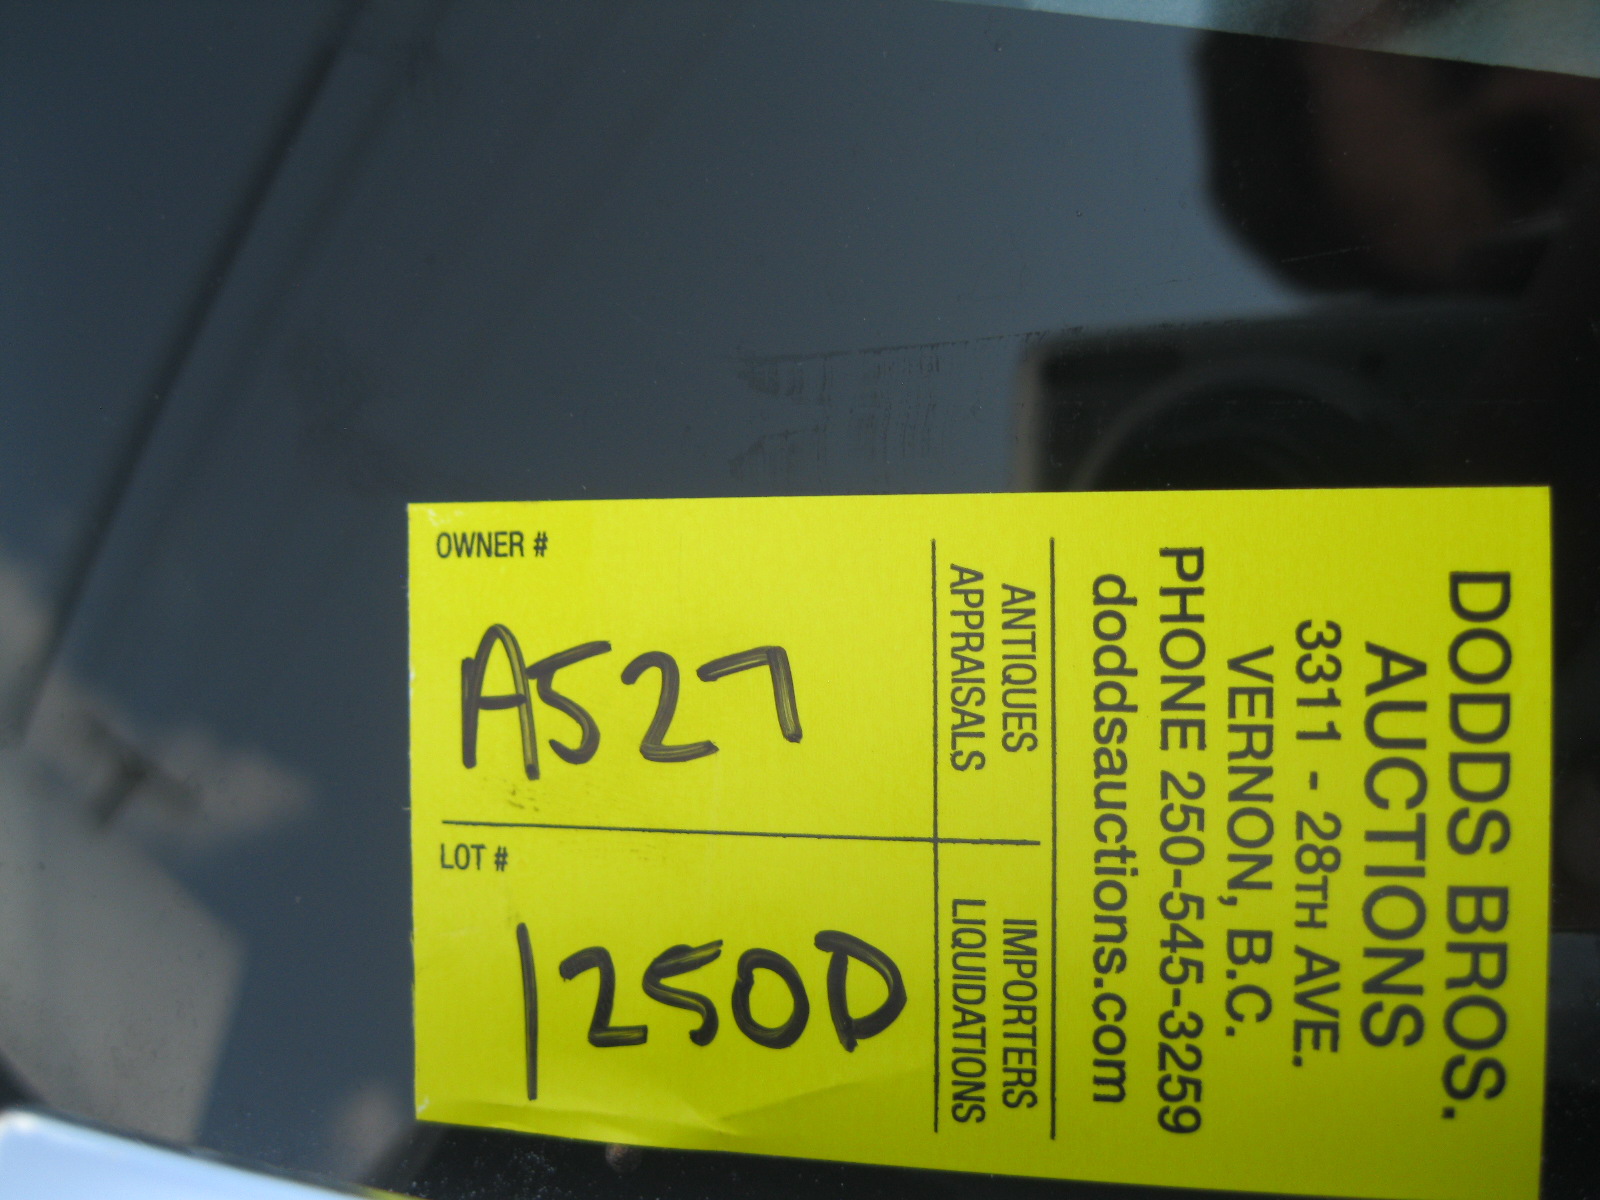 DODDS BROS.
AUCTIONS
3311 - 28TH AVE.
VERNON, B.C.
PHONE 250-545-3259
doddsauctions.com
ANTIQUES IMPORTERS
APPRAISALS LIQUIDATIONS
OWNER #
A527
LOT #
1250D